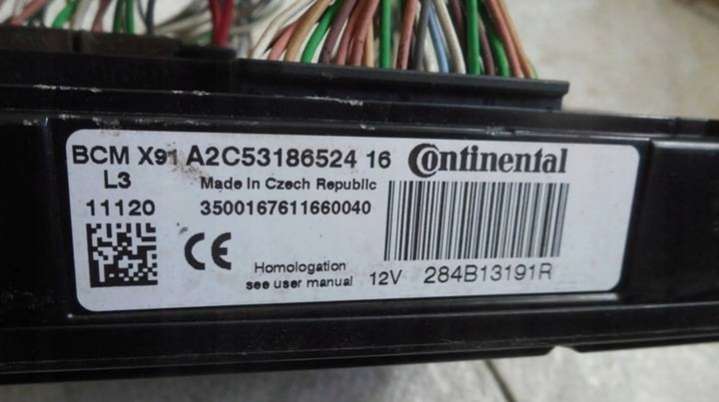 BCM X91 A2C53186524 16 Continental
L3 Made in Czech Republic
11120 3500167611660040
CE
Homologation
see user manual 12V 284B13191R